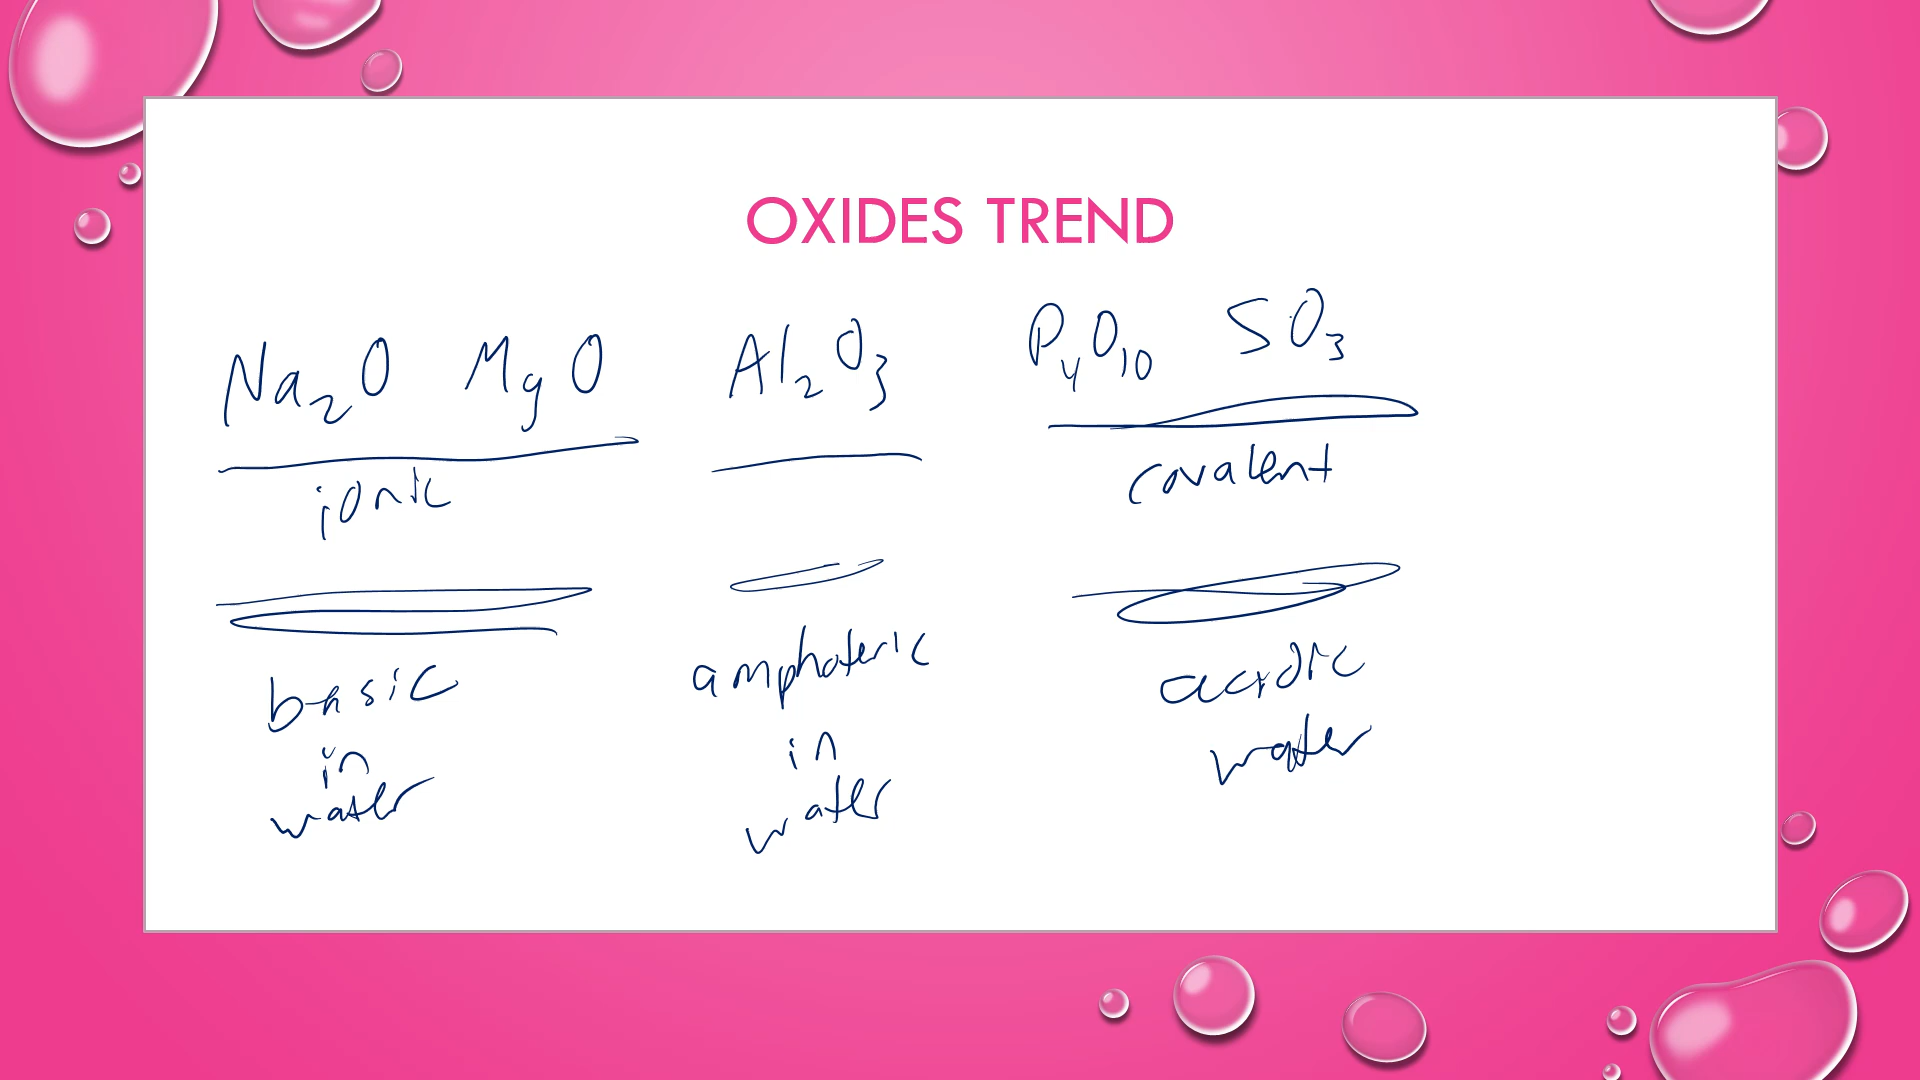 OXIDES TREND
Na₂O MgO Al₂O₃ P₄O₁₀ SO₃
ionic covalent
basic amphoteric acidic
in in water
water water